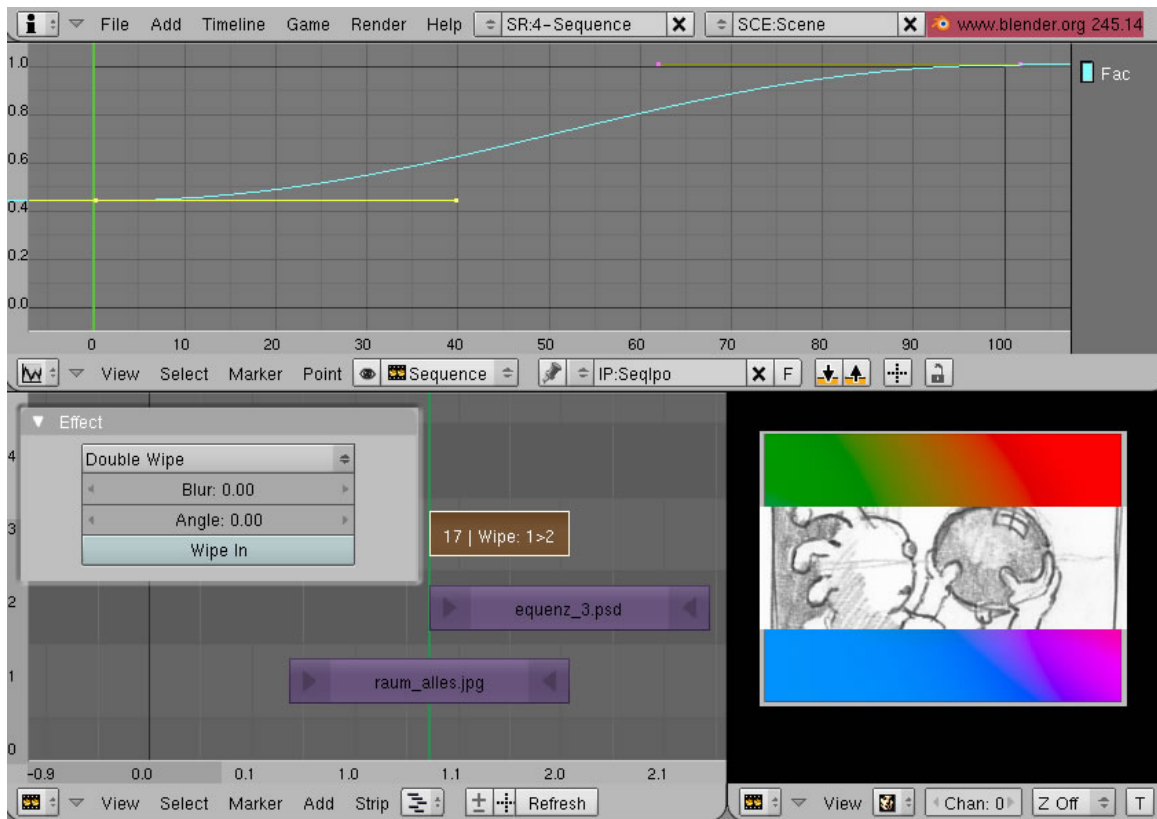 File Add Timeline Game Render Help SR:4-Sequence X SCE:Scene X www.blender.org 245.14
1.0
Fac
0.8
0.6
0.4
0.2
0.0
0 10 20 30 40 50 60 70 80 90 100
View Select Marker Point Sequence IP:SeqIpo X F
Effect
Double Wipe
Blur: 0.00
Angle: 0.00
Wipe In
4
3
17 | Wipe: 1>2
2
equenz_3.psd
1
raum_alles.jpg
0
-0.9 0.0 0.1 1.0 1.1 2.0 2.1
View Select Marker Add Strip Refresh
View Chan: 0 Z Off T